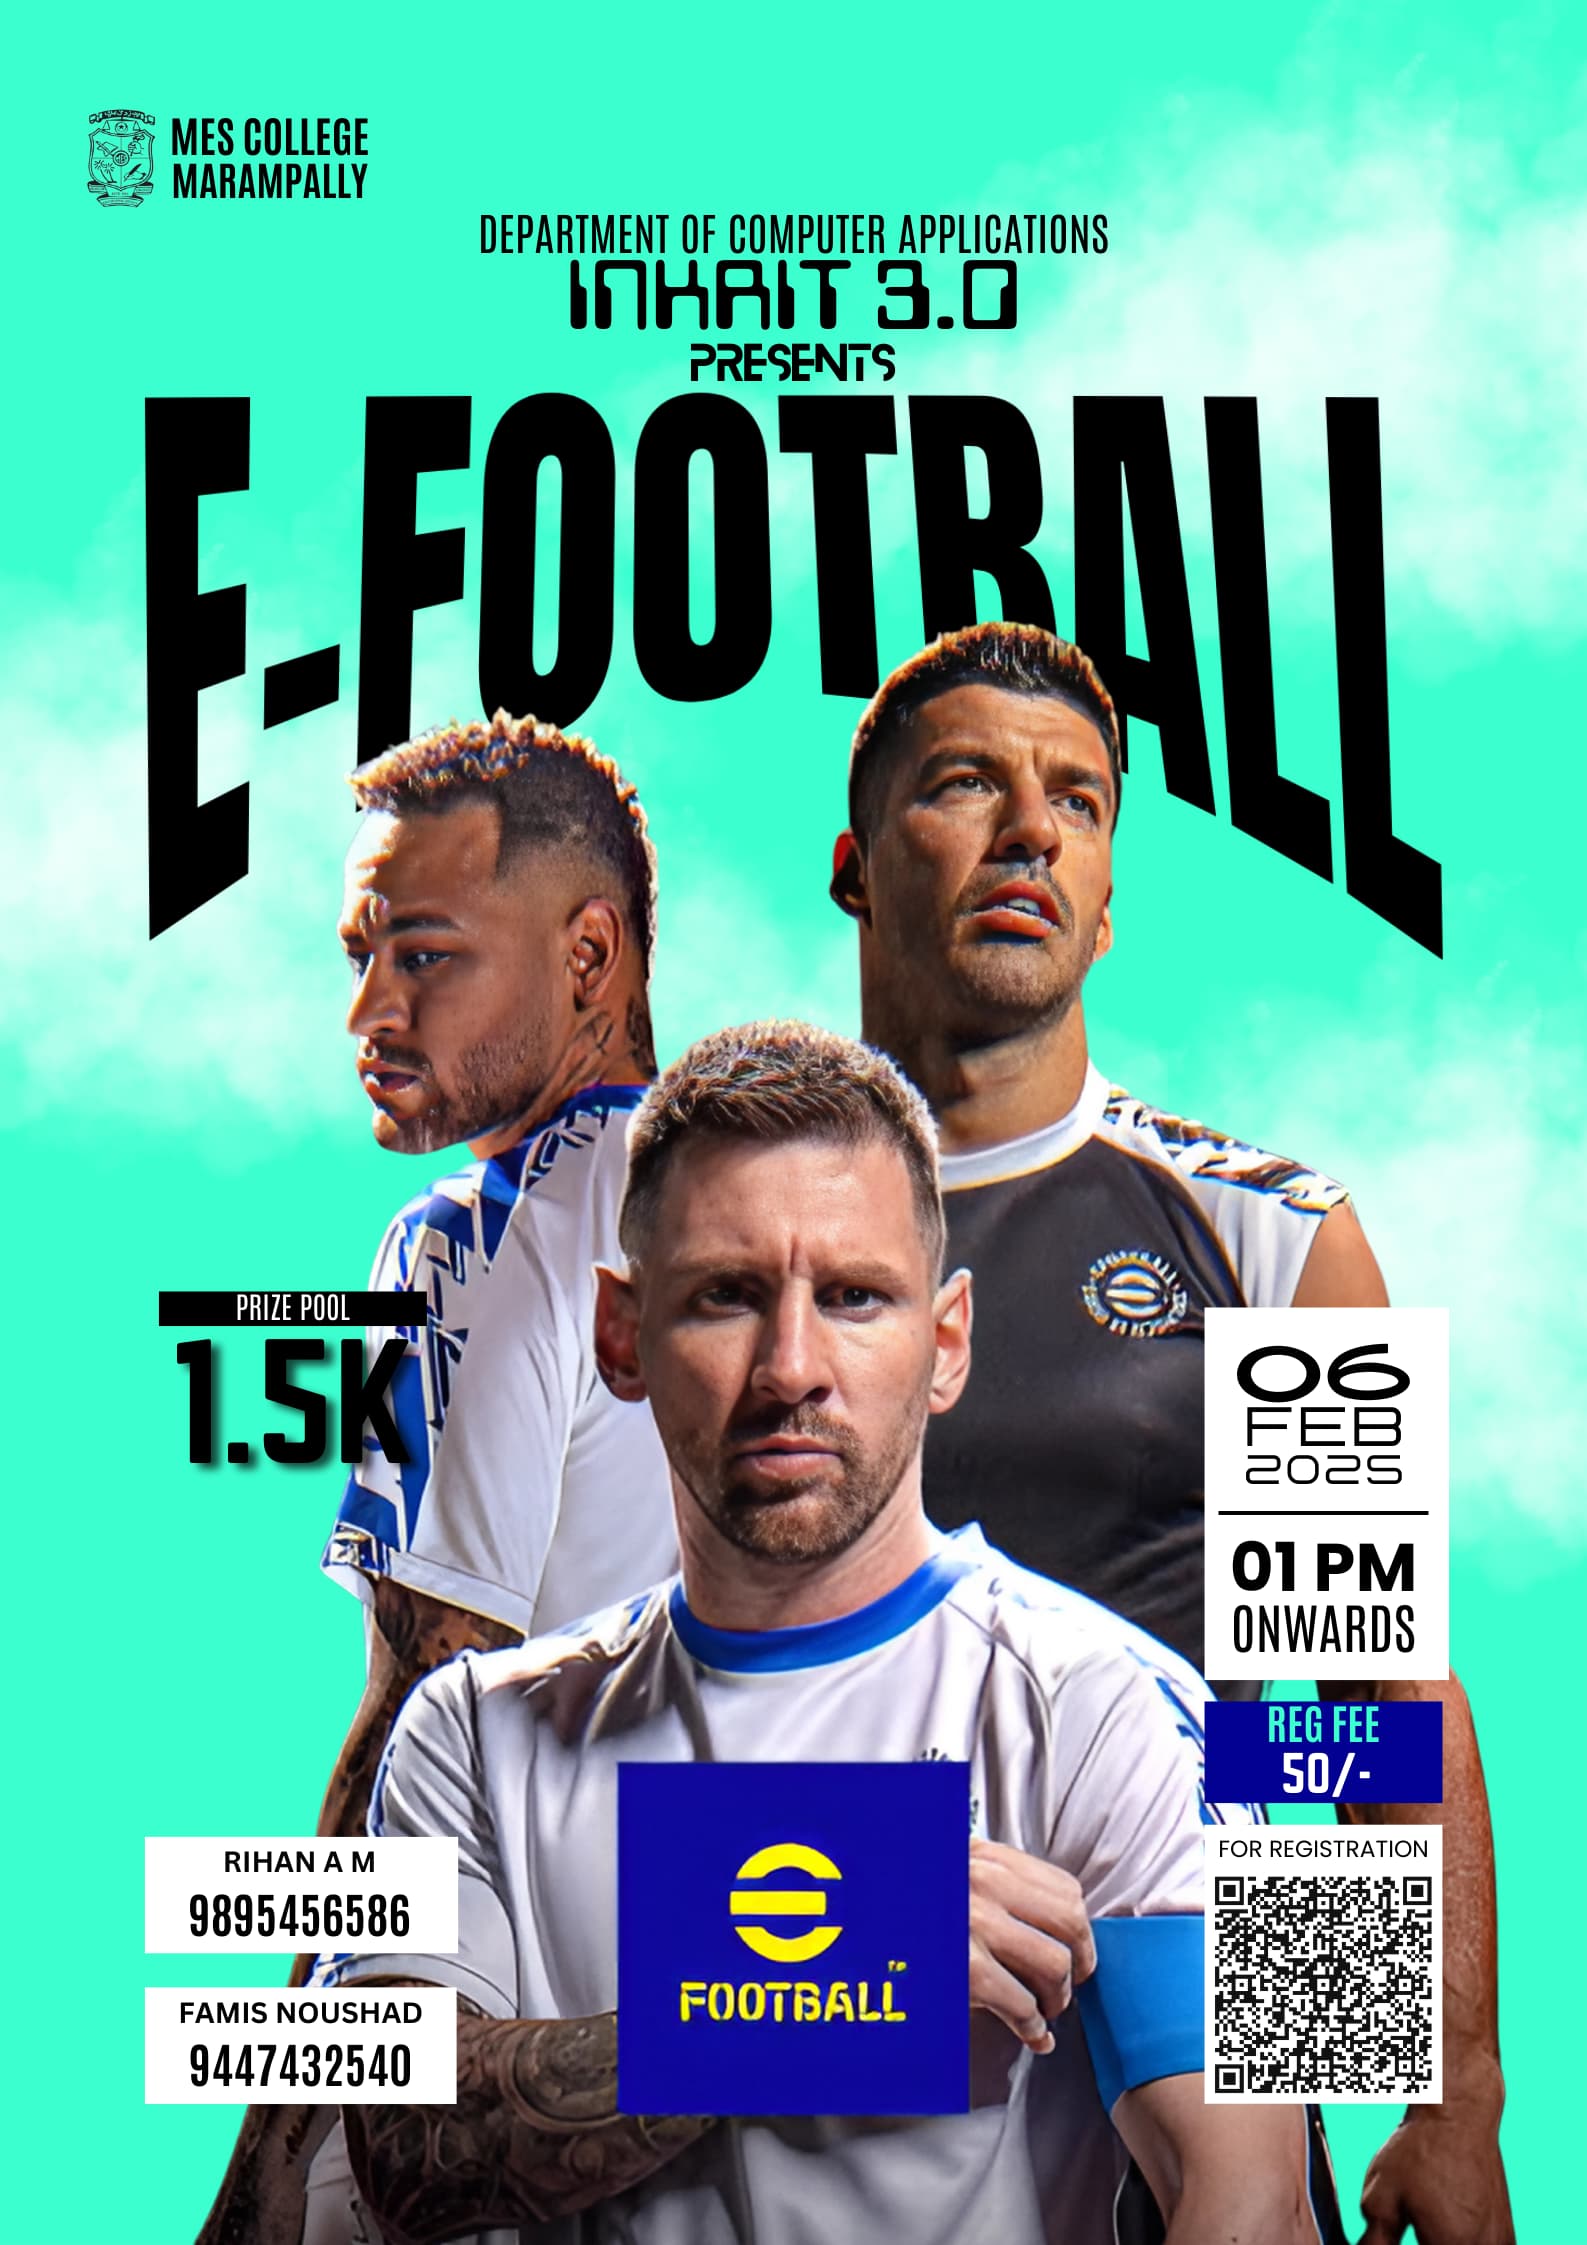 MES COLLEGE
MARAMPALLY
DEPARTMENT OF COMPUTER APPLICATIONS
INKRIT 3.0
PRESENTS
E-FOOTBALL
PRIZE POOL
1.5K
06
FEB
2025
01 PM
ONWARDS
REG FEE
50/-
FOR REGISTRATION
RIHAN A M
9895456586
FAMIS NOUSHAD
9447432540
FOOTBALL™